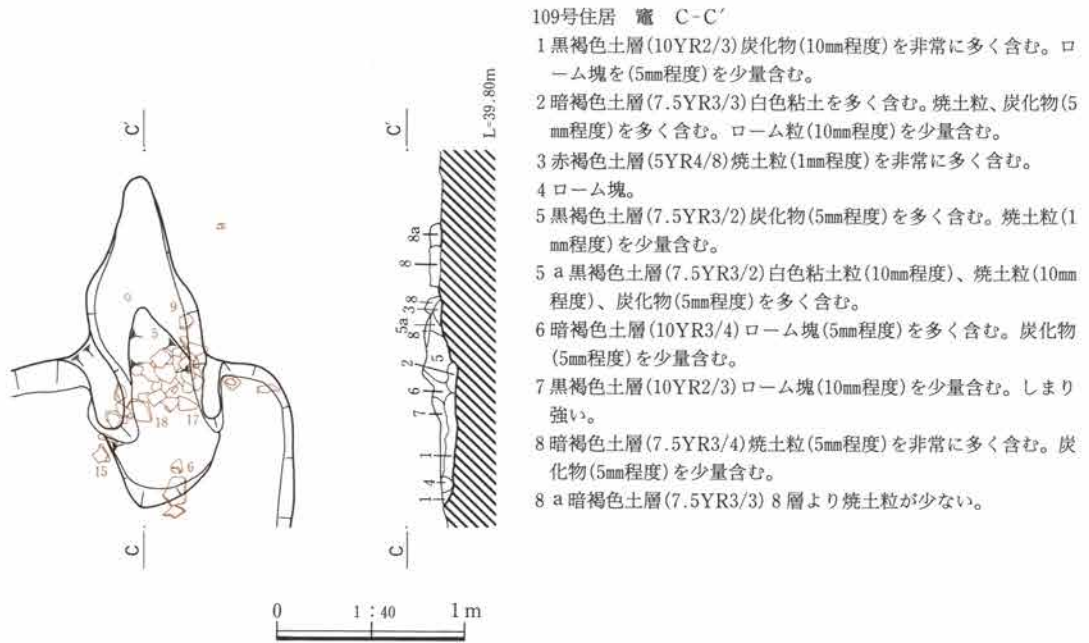 109号住居 竈 C-C′
1 黒褐色土層(10YR2/3)炭化物(10㎜程度)を非常に多く含む。ロ
ーム塊を(5㎜程度)を少量含む。
2 暗褐色土層(7.5YR3/3)白色粘土を多く含む。焼土粒、炭化物(5
㎜程度)を多く含む。ローム粒(10㎜程度)を少量含む。
3 赤褐色土層(5YR4/8)焼土粒(1㎜程度)を非常に多く含む。
4 ローム塊。
5 黒褐色土層(7.5YR3/2)炭化物(5㎜程度)を多く含む。焼土粒(1
㎜程度)を少量含む。
5 a 黒褐色土層(7.5YR3/2)白色粘土粒(10㎜程度)、焼土粒(10㎜
程度)、炭化物(5㎜程度)を多く含む。
6 暗褐色土層(10YR3/4)ローム塊(5㎜程度)を多く含む。炭化物
(5㎜程度)を少量含む。
7 黒褐色土層(10YR2/3)ローム塊(10㎜程度)を少量含む。しまり
強い。
8 暗褐色土層(7.5YR3/4)焼土粒(5㎜程度)を非常に多く含む。炭
化物(5㎜程度)を少量含む。
8 a 暗褐色土層(7.5YR3/3) 8 層より焼土粒が少ない。
C′
C′
L=39.80m
9
5
18
17
15
6
8a
8
3
8
5a
8
2
5
6
7
1
4
1
C
C
0
1:40
1m